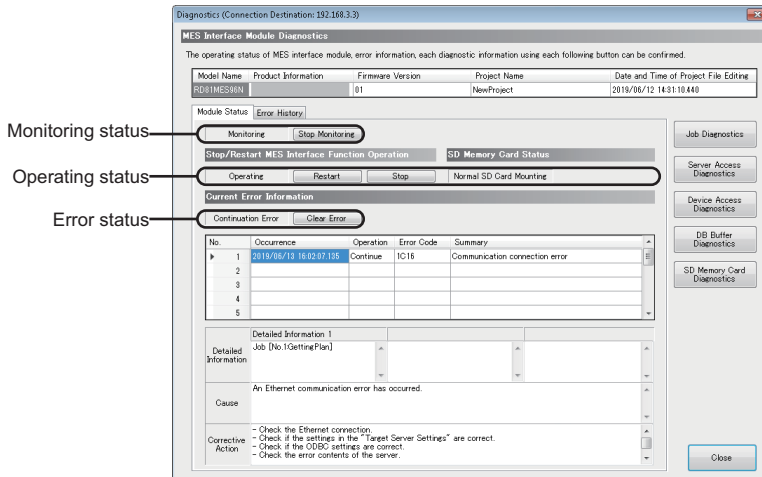 Diagnostics (Connection Destination: 192.168.3.3)
MES Interface Module Diagnostics
The operating status of MES interface module, error information, each diagnostic information using each following button can be confirmed.
Model Name Product Information Firmware Version Project Name Date and Time of Project File Editing
RD81MES96N 01 NewProject 2019/06/12 14:31:10.440
Module Status Error History
Monitoring status Monitoring Stop Monitoring Job Diagnostics
Stop/Restart MES Interface Function Operation SD Memory Card Status
Operating status Operating Restart Stop Normal SD Card Mounting Server Access Diagnostics
Current Error Information Device Access Diagnostics
Error status Continuation Error Clear Error
DB Buffer Diagnostics
No. Occurrence Operation Error Code Summary
1 2019/06/13 16:02:07.135 Continue 1C16 Communication connection error
2
SD Memory Card Diagnostics
3
4
5
Detailed Information 1
Detailed Information Job [No.1:GettingPlan]
Cause An Ethernet communication error has occurred.
Corrective Action - Check the Ethernet connection.
- Check if the settings in the "Target Server Settings" are correct.
- Check if the ODBC settings are correct.
- Check the error contents of the server.
Close